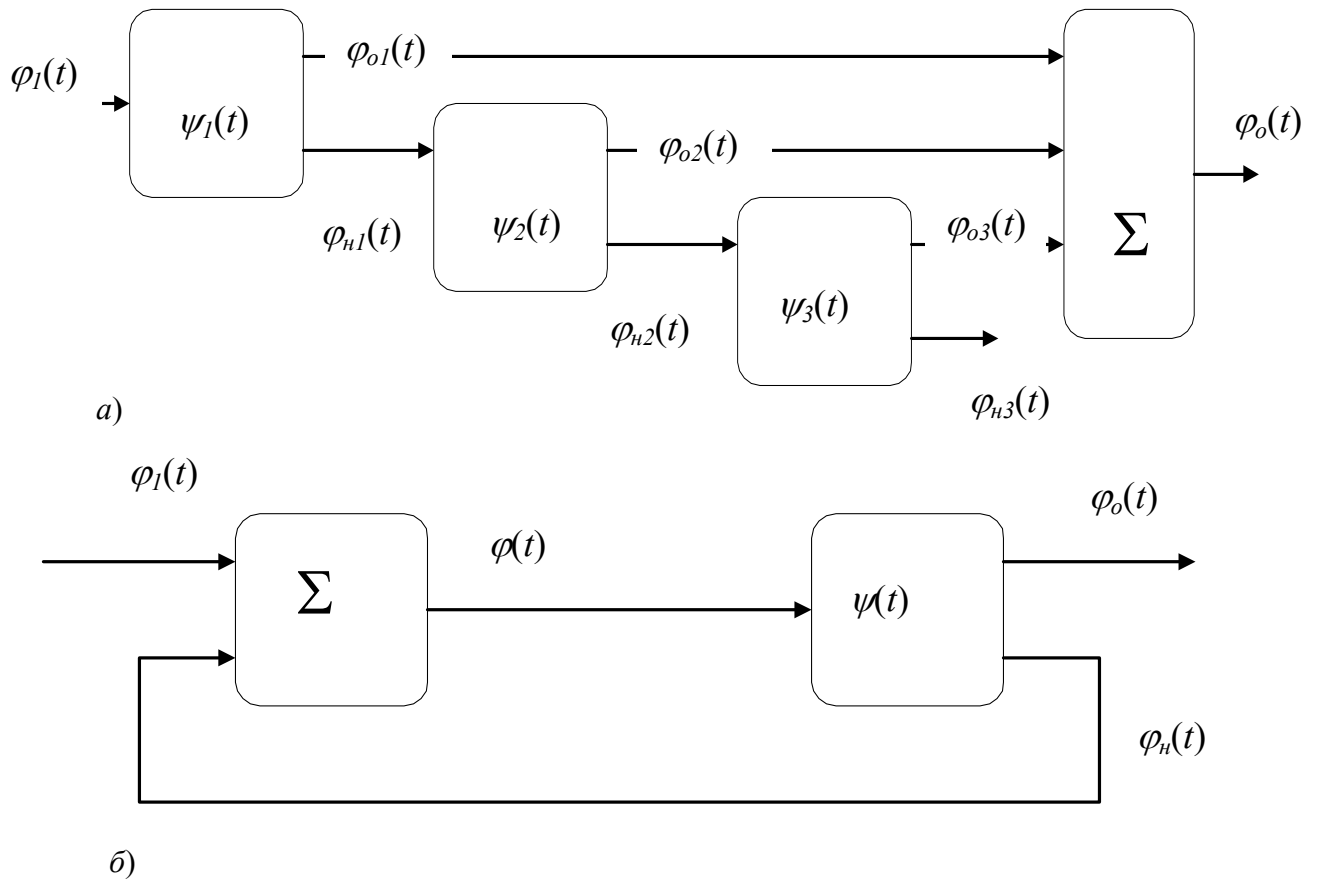 φ1(t)
φo1(t)
ψ1(t)
φн1(t)
φo2(t)
ψ2(t)
φн2(t)
φo3(t)
ψ3(t)
φн3(t)
Σ
φo(t)
а)
φ1(t)
Σ
φ(t)
ψ(t)
φo(t)
φн(t)
б)